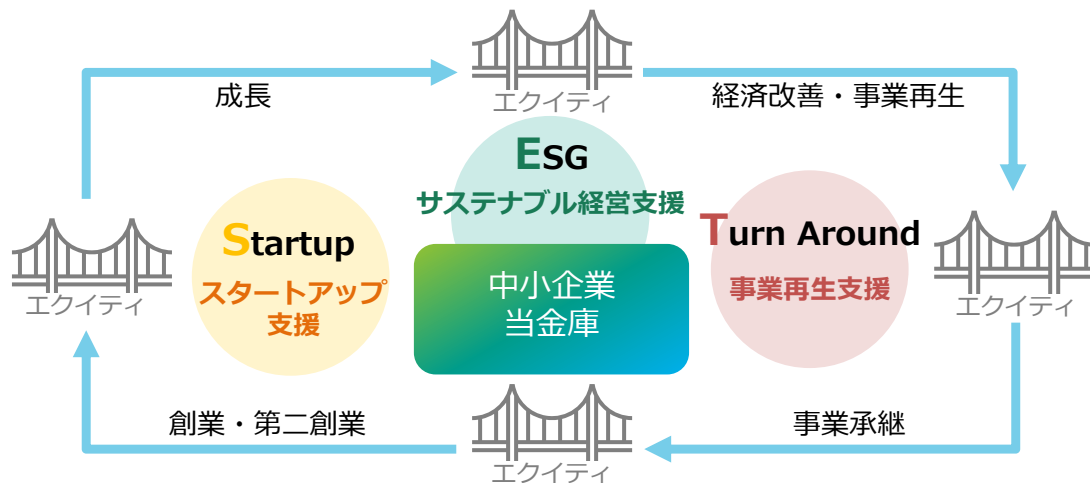 エクイティ
成長
経済改善・事業再生
ESG
サステナブル経営支援
Startup
スタートアップ
支援
Turn Around
事業再生支援
エクイティ
エクイティ
中小企業
当金庫
創業・第二創業
事業承継
エクイティ